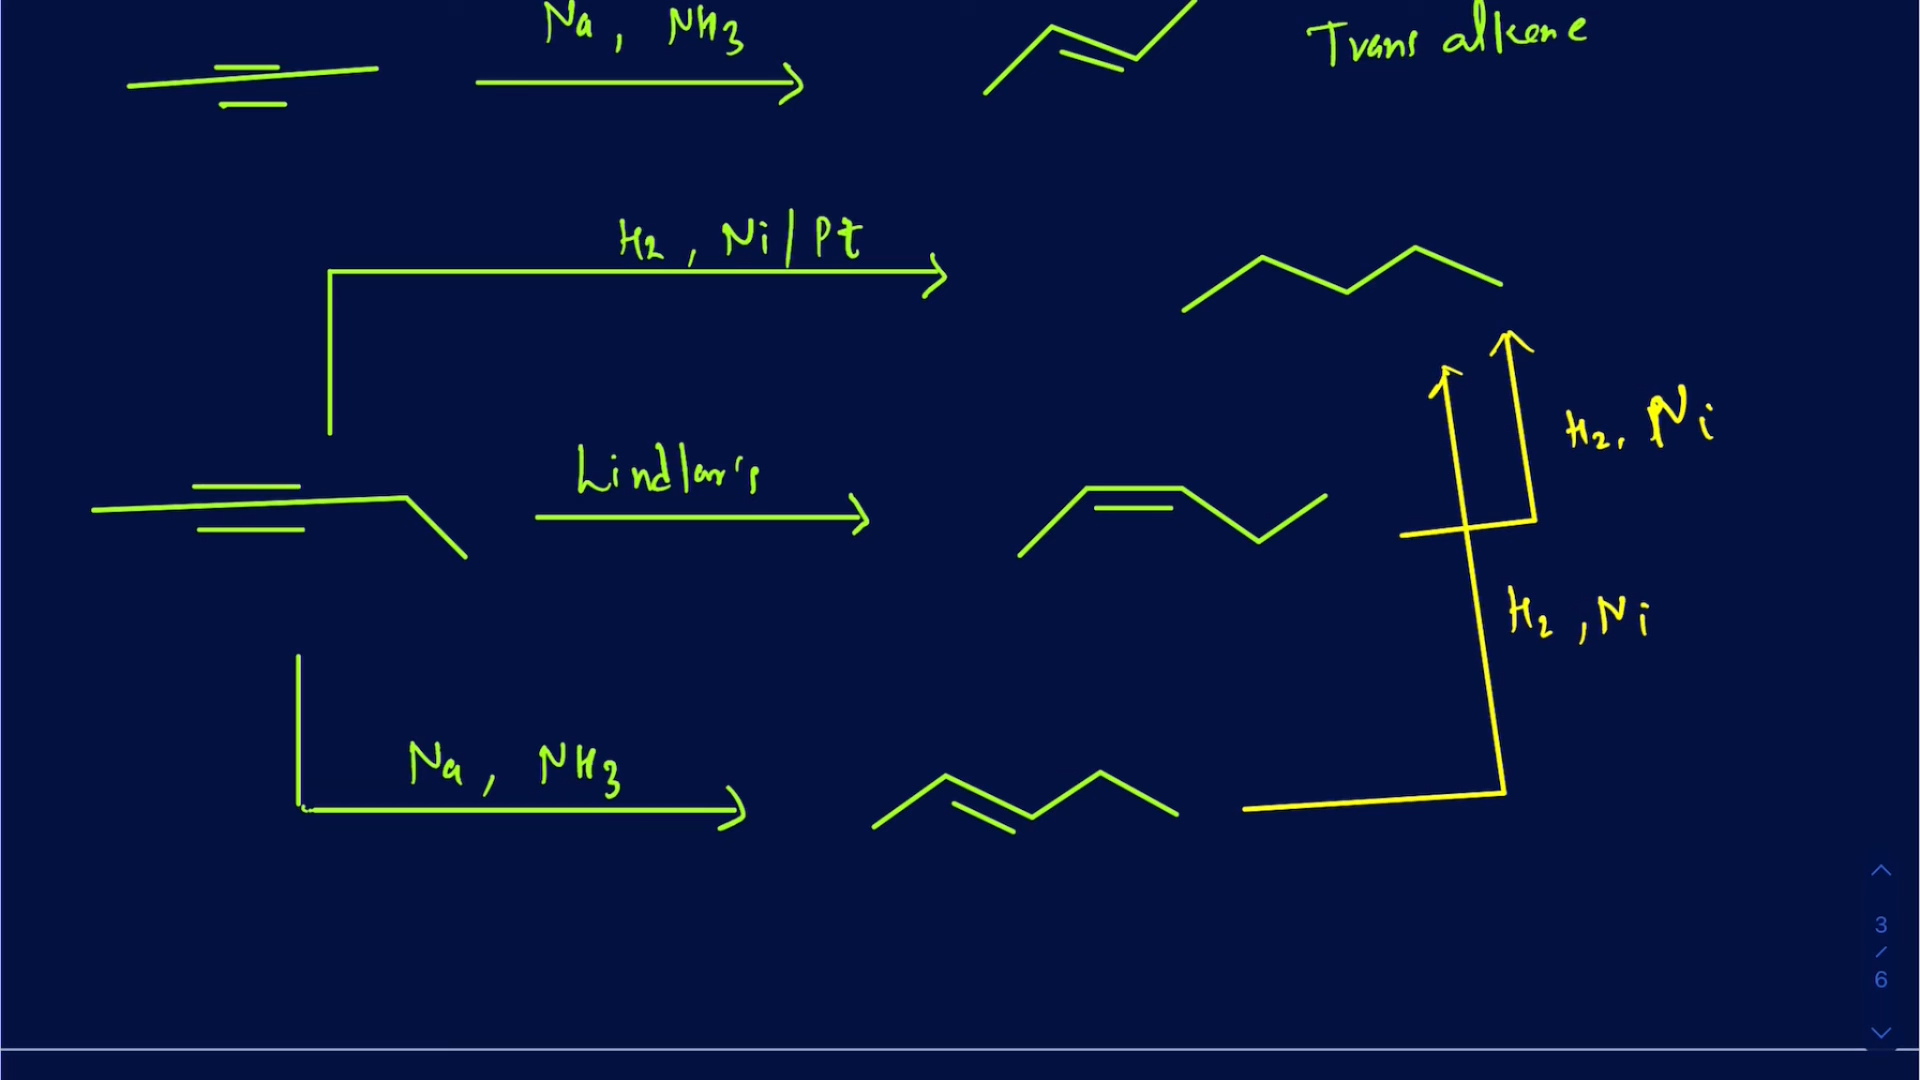 Na, NH3
Trans alkene
H2, Ni/Pt
H2, Ni
Lindlar's
H2, Ni
Na, NH3
3
/
6